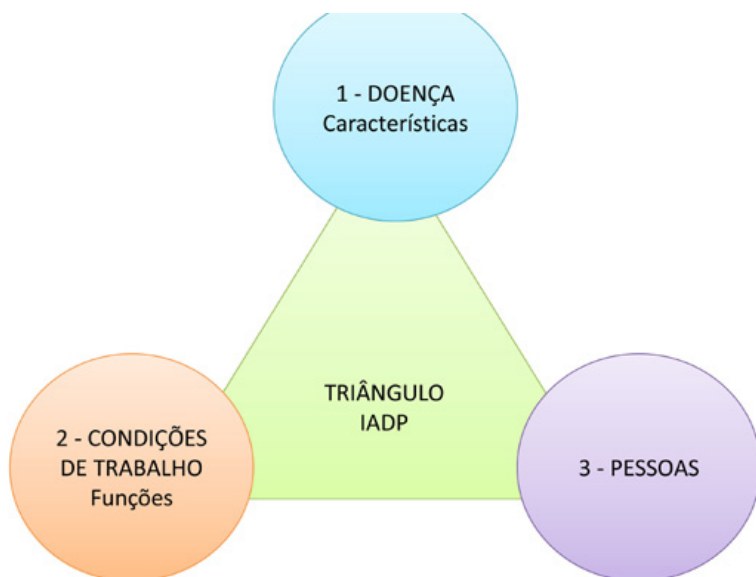 1 - DOENÇA
Características
TRIÂNGULO
IADP
2 - CONDIÇÕES
DE TRABALHO
Funções
3 - PESSOAS